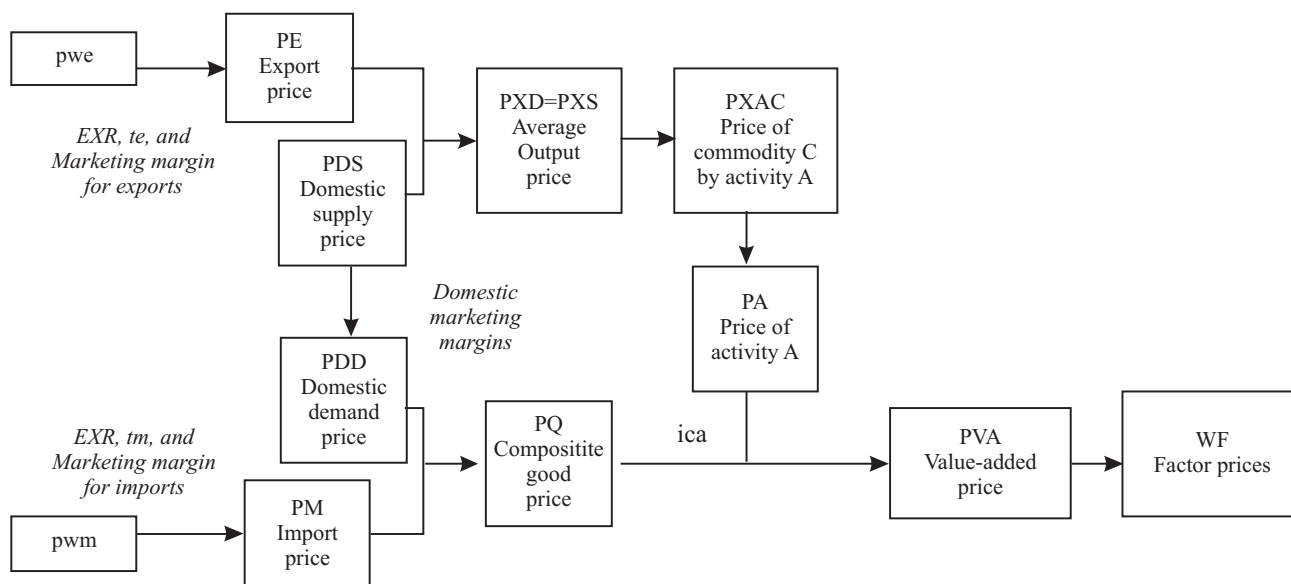 pwe
PE
Export
price
EXR, te, and
Marketing margin
for exports
PDS
Domestic
supply
price
PXD=PXS
Average
Output
price
PXAC
Price of
commodity C
by activity A
Domestic
marketing
margins
PA
Price of
activity A
PDD
Domestic
demand
price
EXR, tm, and
Marketing margin
for imports
pwm
PM
Import
price
PQ
Compositite
good
price
ica
PVA
Value-added
price
WF
Factor prices